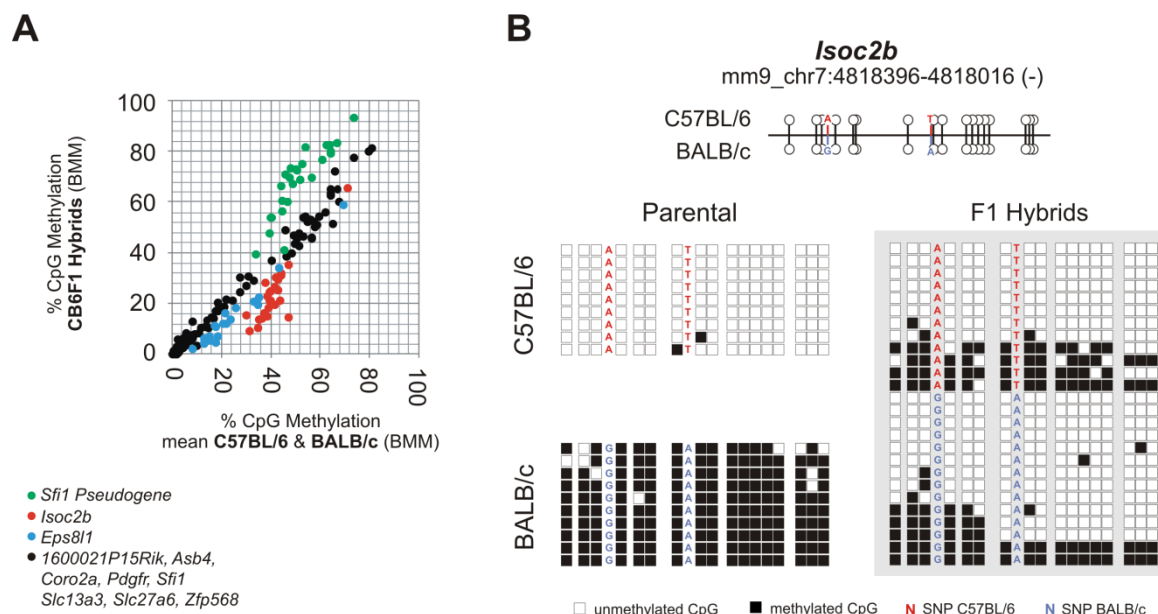 A
% CpG Methylation
CB6F1 Hybrids (BMM)
100
80
60
40
20
0
0
20
40
60
80
100
% CpG Methylation
mean C57BL/6 & BALB/c (BMM)
Sfi1 Pseudogene
Isoc2b
Eps8l1
1600021P15Rik, Asb4,
Coro2a, Pdgfr, Sfi1
Slc13a3, Slc27a6, Zfp568
B
Isoc2b
mm9_chr7:4818396-4818016 (-)
C57BL/6 A T
BALB/c G A
Parental
F1 Hybrids
C57BL/6
A T
A T
A T
A T
A T
A T
A T
A T
A T
BALB/c
G A
G A
G A
G A
G A
G A
G A
G A
G A
G A
A T
A T
A T
A T
A T
A T
A T
A T
A T
A T
A T
A T
G A
G A
G A
G A
G A
G A
G A
G A
G A
G A
G A
G A
G A
G A
unmethylated CpG
methylated CpG
N SNP C57BL/6
N SNP BALB/c